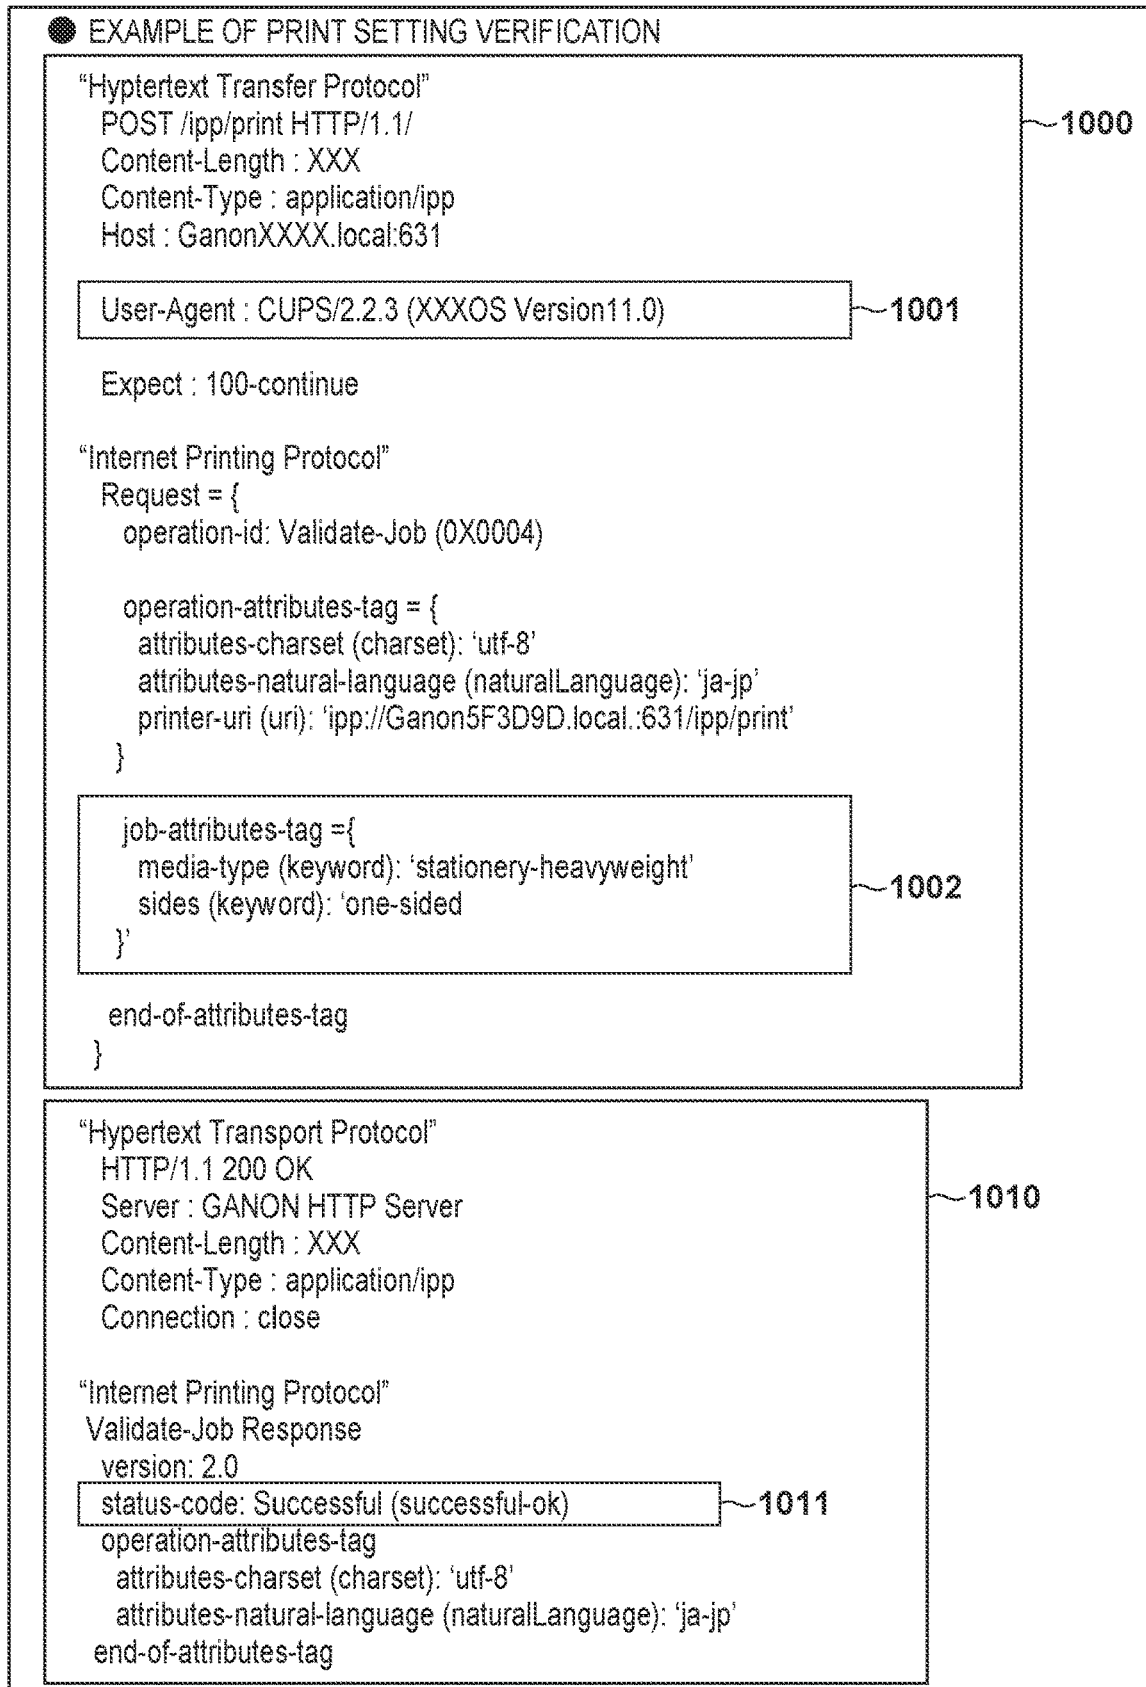 ● EXAMPLE OF PRINT SETTING VERIFICATION
“Hyptertext Transfer Protocol”
POST /ipp/print HTTP/1.1/
1000
Content-Length : XXX
Content-Type : application/ipp
Host : GanonXXXX.local:631
User-Agent : CUPS/2.2.3 (XXXOS Version11.0)
1001
Expect : 100-continue
“Internet Printing Protocol”
Request = {
operation-id: Validate-Job (0X0004)
operation-attributes-tag = {
attributes-charset (charset): ‘utf-8’
attributes-natural-language (naturalLanguage): ‘ja-jp’
printer-uri (uri): ‘ipp://Ganon5F3D9D.local.:631/ipp/print’
}
job-attributes-tag ={
media-type (keyword): ‘stationery-heavyweight’
sides (keyword): ‘one-sided
1002
}’
end-of-attributes-tag
}
“Hypertext Transport Protocol”
HTTP/1.1 200 OK
Server : GANON HTTP Server
1010
Content-Length : XXX
Content-Type : application/ipp
Connection : close
“Internet Printing Protocol”
Validate-Job Response
version: 2.0
status-code: Successful (successful-ok)
1011
operation-attributes-tag
attributes-charset (charset): ‘utf-8’
attributes-natural-language (naturalLanguage): ‘ja-jp’
end-of-attributes-tag